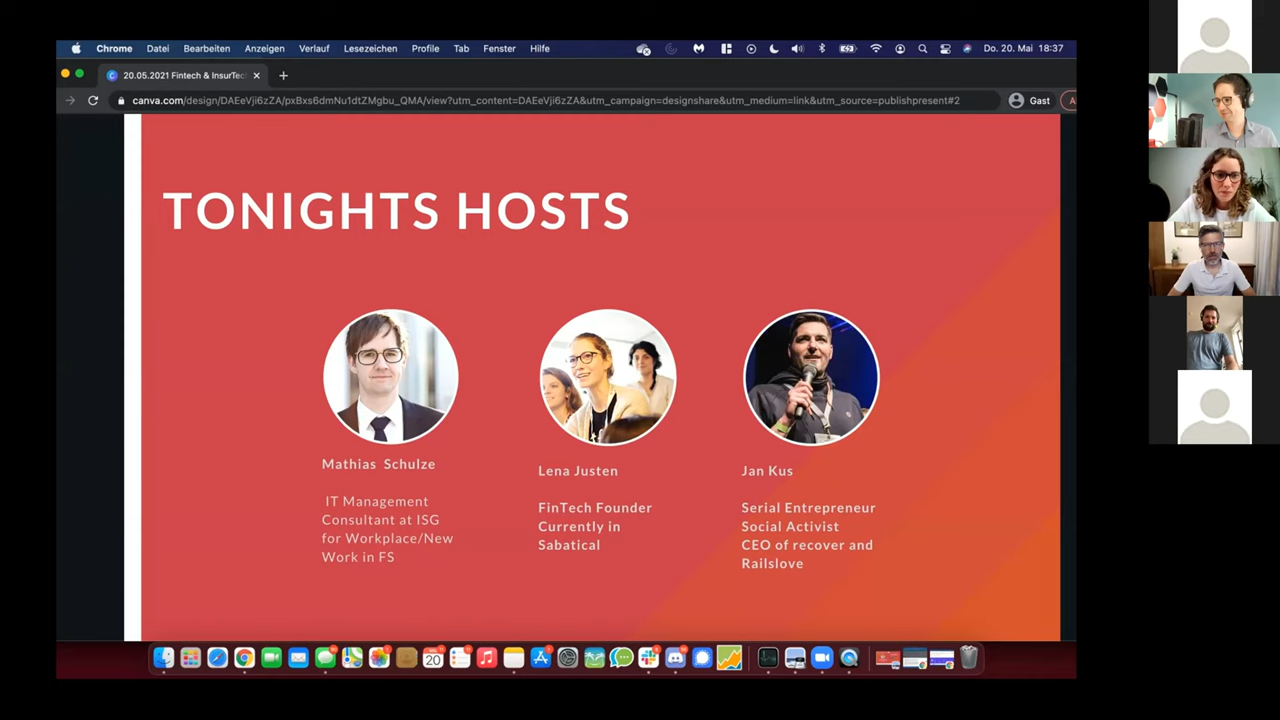 Chrome Datei Bearbeiten Anzeigen Verlauf Lesezeichen Profile Tab Fenster Hilfe Do. 20. Mai 18:37
20.05.2021 Fintech & InsurTec
canva.com/design/DAEeVji6zZA/pxBxs6dmNu1dtZMgbu_QMA/view?utm_content=DAEeVji6zZA&utm_campaign=designshare&utm_medium=link&utm_source=publishpresent#2 Gast
TONIGHTS HOSTS
Mathias Schulze
IT Management
Consultant at ISG
for Workplace/New
Work in FS
Lena Justen
FinTech Founder
Currently in
Sabatical
Jan Kus
Serial Entrepreneur
Social Activist
CEO of recover and
Railslove
20